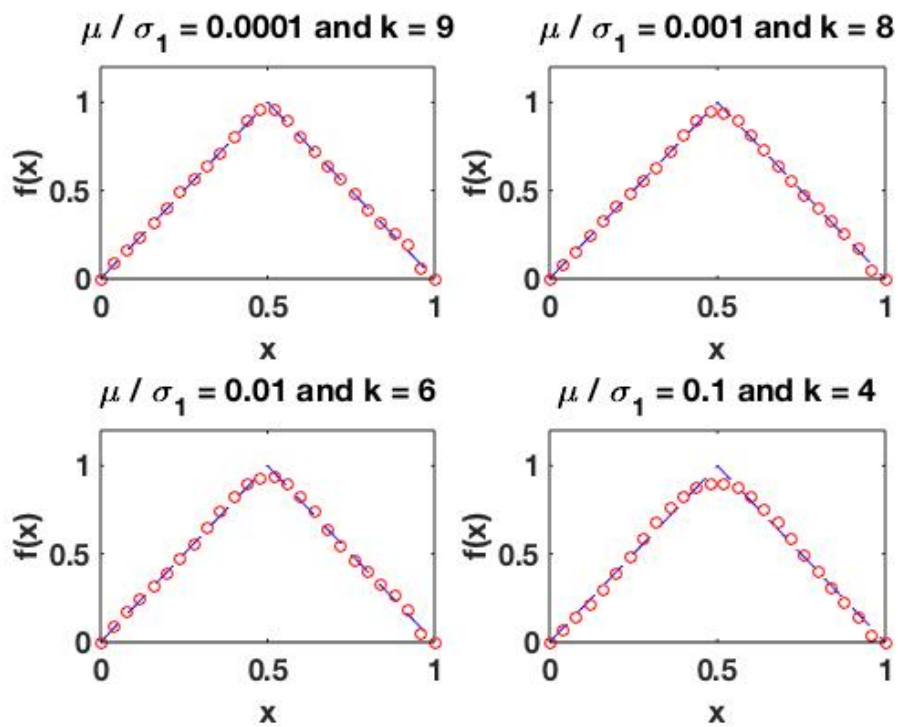 μ / σ₁ = 0.0001 and k = 9
f(x)
1
0.5
0
0
0.5
1
x
μ / σ₁ = 0.001 and k = 8
f(x)
1
0.5
0
0
0.5
1
x
μ / σ₁ = 0.01 and k = 6
f(x)
1
0.5
0
0
0.5
1
x
μ / σ₁ = 0.1 and k = 4
f(x)
1
0.5
0
0
0.5
1
x